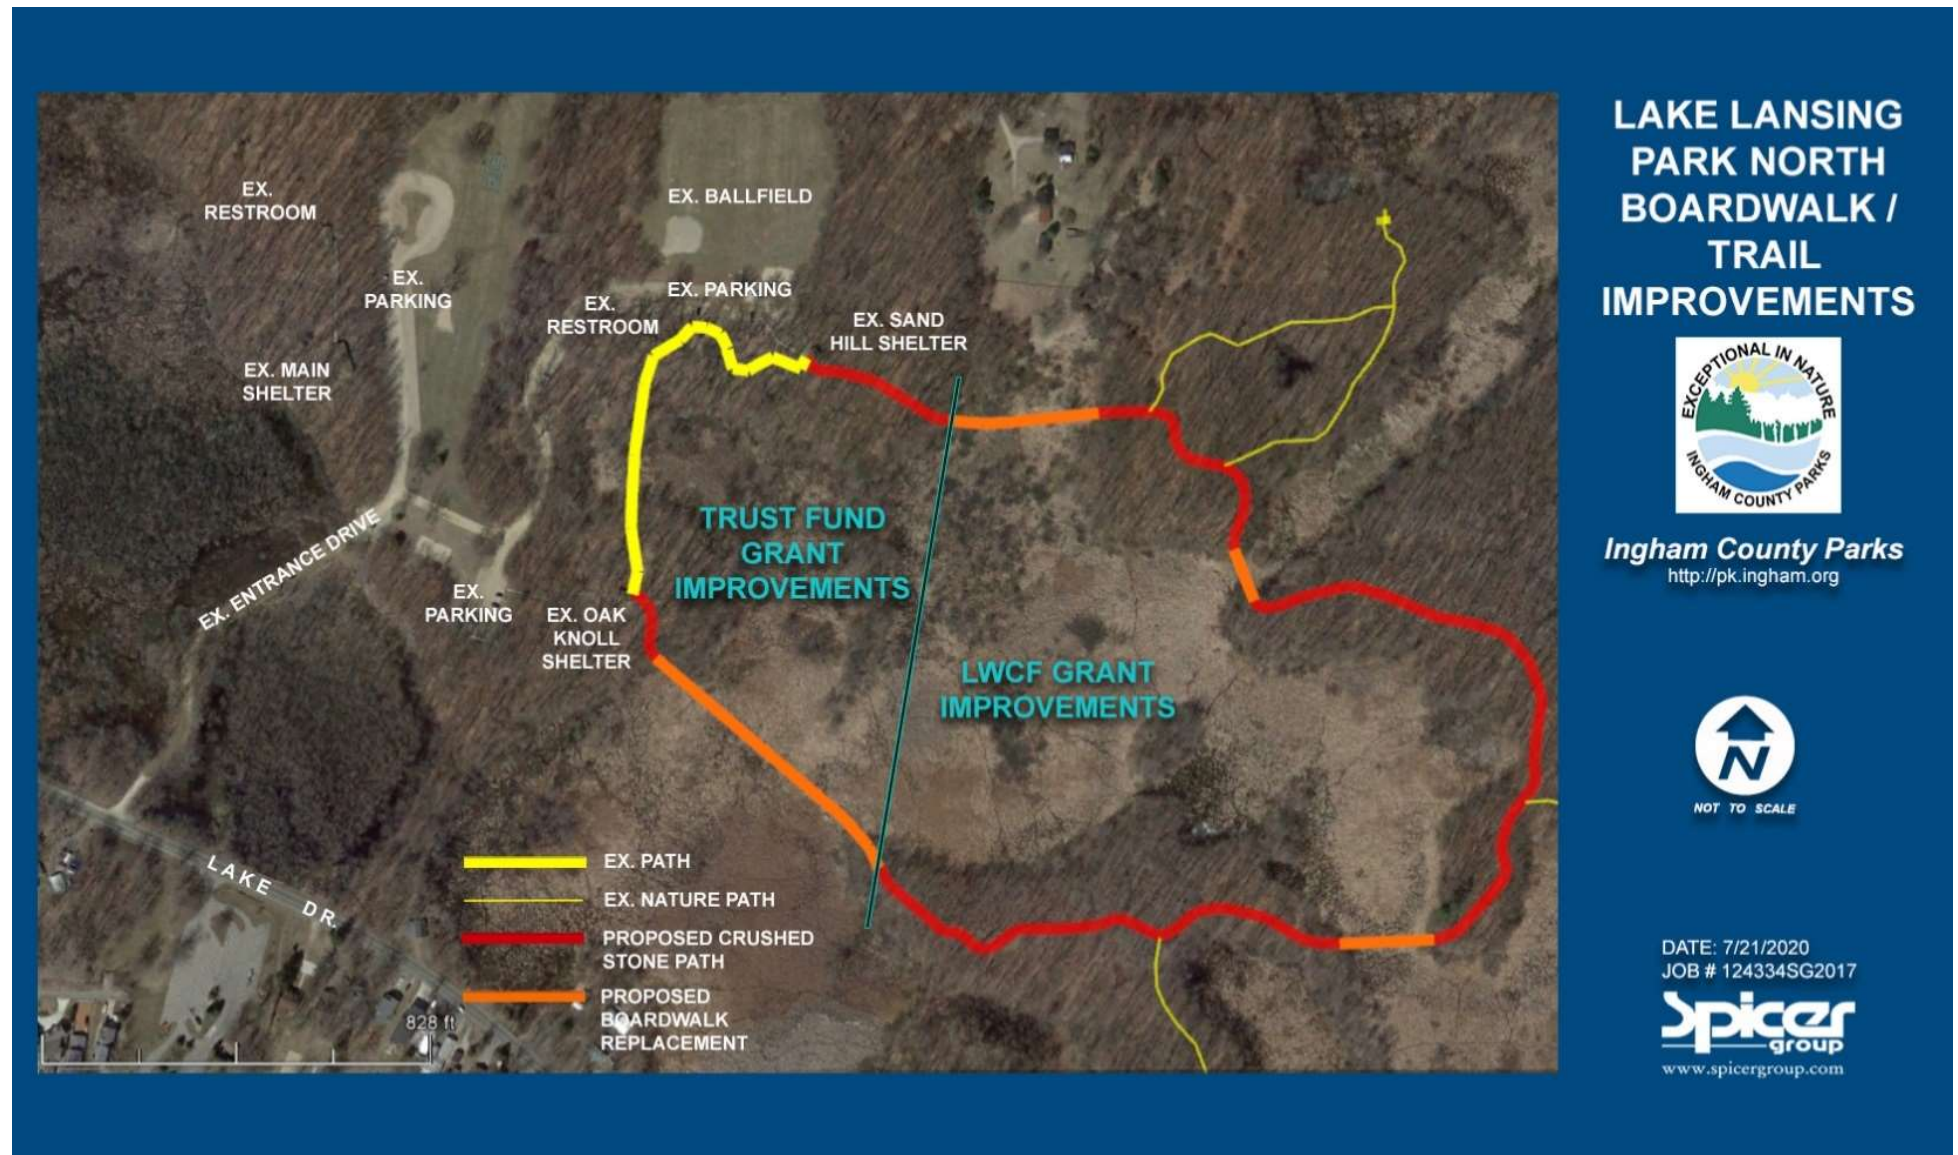 LAKE LANSING
PARK NORTH
BOARDWALK /
TRAIL
IMPROVEMENTS
EXCEPTIONAL IN NATURE
INGHAM COUNTY PARKS
Ingham County Parks
http://pk.ingham.org
N
NOT TO SCALE
DATE: 7/21/2020
JOB # 124334SG2017
Spicer
group
www.spicergroup.com
EX.
RESTROOM
EX. BALLFIELD
EX.
PARKING
EX. PARKING
EX.
RESTROOM
EX. SAND
HILL SHELTER
EX. MAIN
SHELTER
TRUST FUND
GRANT
IMPROVEMENTS
EX. ENTRANCE DRIVE
EX.
PARKING
EX. OAK
KNOLL
SHELTER
LWCF GRANT
IMPROVEMENTS
LAKE DR.
EX. PATH
EX. NATURE PATH
PROPOSED CRUSHED
STONE PATH
PROPOSED
BOARDWALK
REPLACEMENT
828 ft